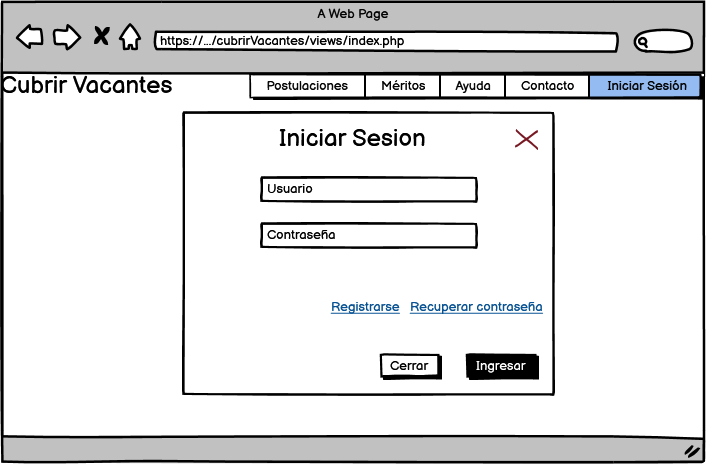 A Web Page
https://.../cubrirVacantes/views/index.php
Cubrir Vacantes
Postulaciones Méritos Ayuda Contacto Iniciar Sesión
Iniciar Sesion
Usuario
Contraseña
Registrarse Recuperar contraseña
Cerrar Ingresar